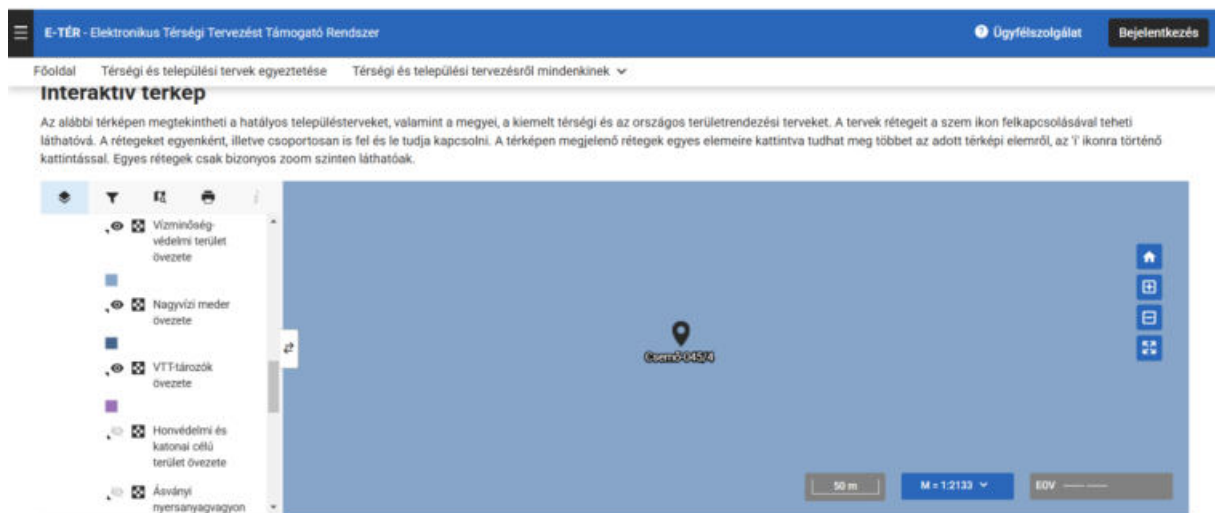 E-TÉR - Elektronikus Térségi Tervezést Támogató Rendszer
Ügyfélszolgálat
Bejelentkezés
Főoldal Térségi és települési tervek egyeztetése Térségi és települési tervezésről mindenkinek
Interaktív térkép
Az alábbi térképen megtekintheti a hatályos településterveket, valamint a megyei, a kiemelt térségi és az országos területrendezési terveket. A tervek rétegeit a szem ikon felkapcsolásával teheti
láthatóvá. A rétegeket egyenként, illetve csoportosan is fel és le tudja kapcsolni. A térképen megjelenő rétegek egyes elemeire kattintva tudhat meg többet az adott térképi elemről, az 'i' ikonra történő
kattintással. Egyes rétegek csak bizonyos zoom szinten láthatóak.
i
Vízminőség-
védelmi terület
övezete
Nagyvízi meder
övezete
VTT-tározók
övezete
Honvédelmi és
katonai célú
terület övezete
Ásványi
nyersanyagvagyon
Csernő-045/4
50 m
M = 1:2133
EOV